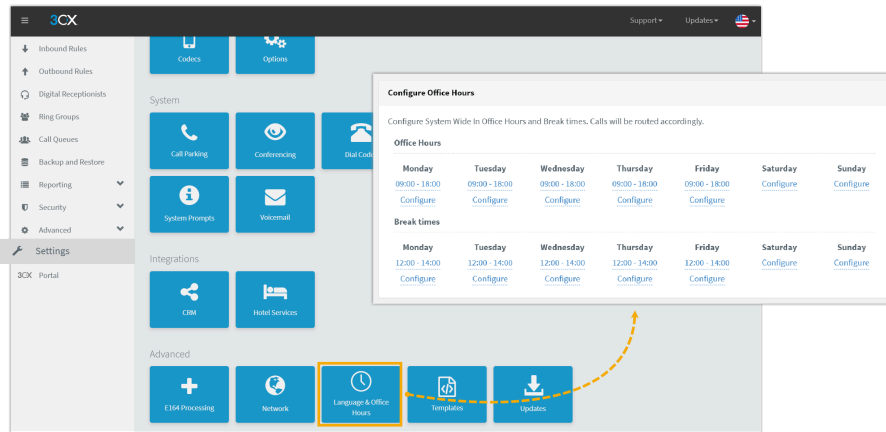 3CX
Support
Updates
Inbound Rules
Outbound Rules
Digital Receptionists
Ring Groups
Call Queues
Backup and Restore
Reporting
Security
Advanced
Settings
3CX Portal
Codecs
Options
System
Call Parking
Conferencing
Dial Code
System Prompts
Voicemail
Integrations
CRM
Hotel Services
Advanced
E164 Processing
Network
Language & Office
Hours
Templates
Updates
Configure Office Hours
Configure System Wide In Office Hours and Break times. Calls will be routed accordingly.
Office Hours
Monday Tuesday Wednesday Thursday Friday Saturday Sunday
09:00 - 18:00 09:00 - 18:00 09:00 - 18:00 09:00 - 18:00 09:00 - 18:00 Configure Configure
Configure Configure Configure Configure Configure
Break times
Monday Tuesday Wednesday Thursday Friday Saturday Sunday
12:00 - 14:00 12:00 - 14:00 12:00 - 14:00 12:00 - 14:00 12:00 - 14:00 Configure Configure
Configure Configure Configure Configure Configure